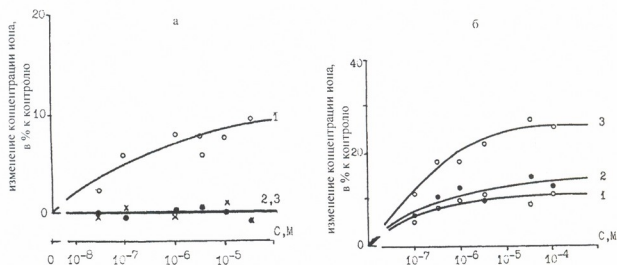 а
изменение концентрации иона,
в % к контролю
20
10
0
1
2,3
С,М
0 10⁻⁸ 10⁻⁷ 10⁻⁶ 10⁻⁵
б
изменение концентрации иона,
в % к контролю
40
20
0
3
2
1
С,М
10⁻⁷ 10⁻⁶ 10⁻⁵ 10⁻⁴